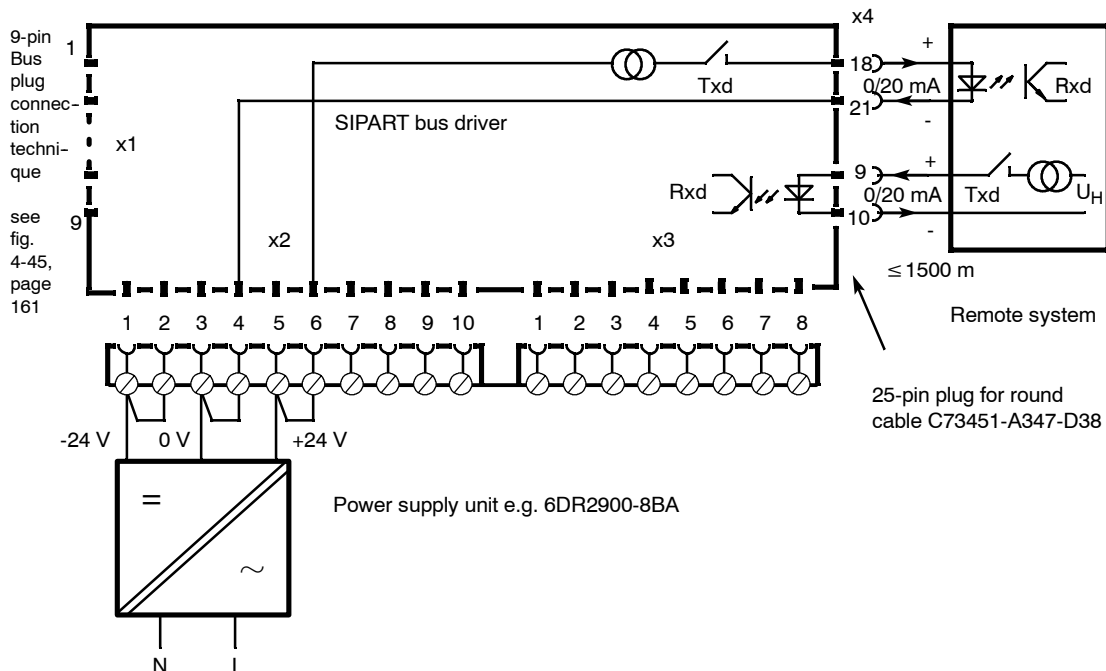 9-pin
Bus
plug
connec-
tion
techni-
que
see
fig.
4-45,
page
161
1
x1
9
SIPART bus driver
Txd
Rxd
x2
x3
x4
18
21
9
10
+
0/20 mA
-
+
0/20 mA
-
Rxd
Txd
UH
≤ 1500 m
Remote system
1 2 3 4 5 6 7 8 9 10
1 2 3 4 5 6 7 8
25-pin plug for round
cable C73451-A347-D38
-24 V 0 V +24 V
=
~
Power supply unit e.g. 6DR2900-8BA
N L